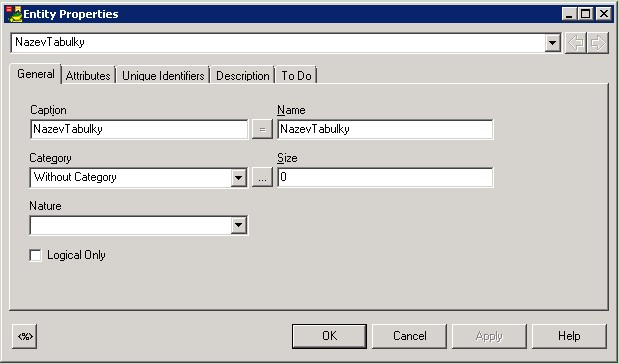 Entity Properties
NazevTabulky
General Attributes Unique Identifiers Description To Do
Caption Name
NazevTabulky = NazevTabulky
Category Size
Without Category ... 0
Nature
Logical Only
<%> OK Cancel Apply Help